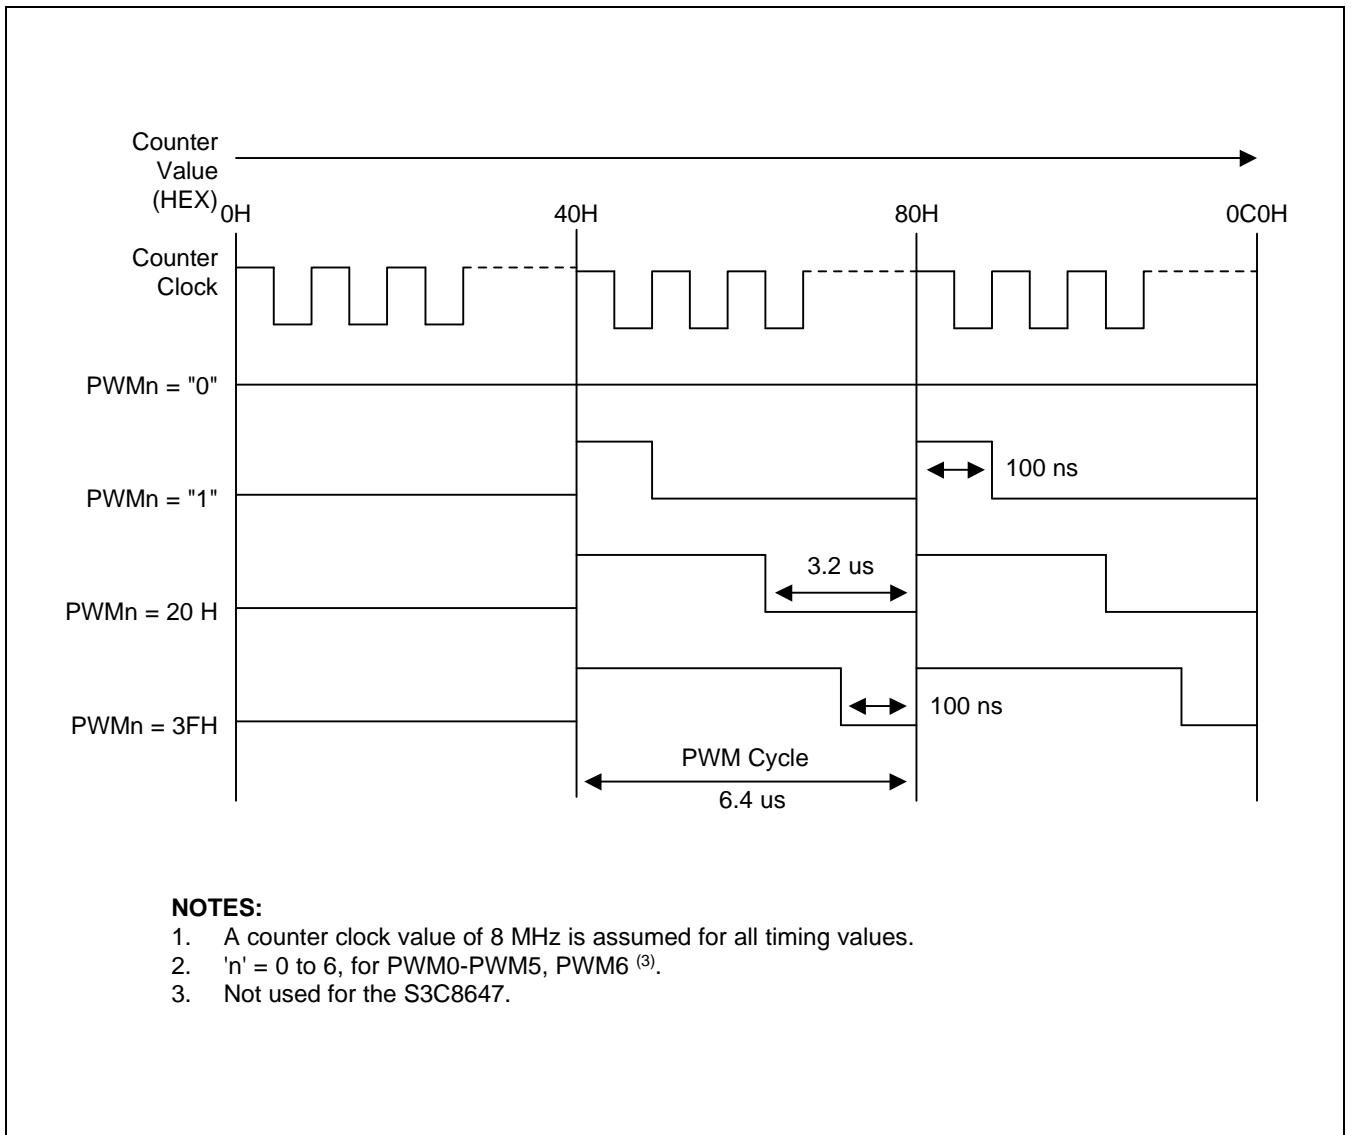 Counter
Value
(HEX)
0H 40H 80H 0C0H
Counter
Clock
PWMn = "0"
PWMn = "1"
100 ns
PWMn = 20 H
3.2 us
PWMn = 3FH
100 ns
PWM Cycle
6.4 us
NOTES:
1. A counter clock value of 8 MHz is assumed for all timing values.
2. 'n' = 0 to 6, for PWM0-PWM5, PWM6 (3).
3. Not used for the S3C8647.